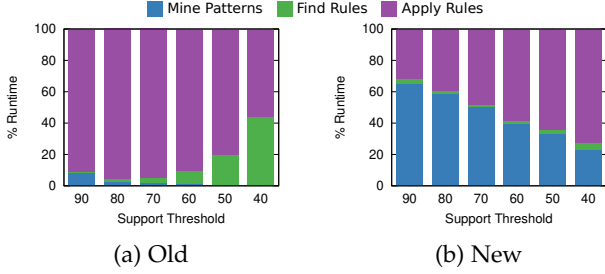 Mine Patterns Find Rules Apply Rules
100
80
60
40
20
0
% Runtime
90 80 70 60 50 40
Support Threshold
(a) Old
100
80
60
40
20
0
% Runtime
90 80 70 60 50 40
Support Threshold
(b) New